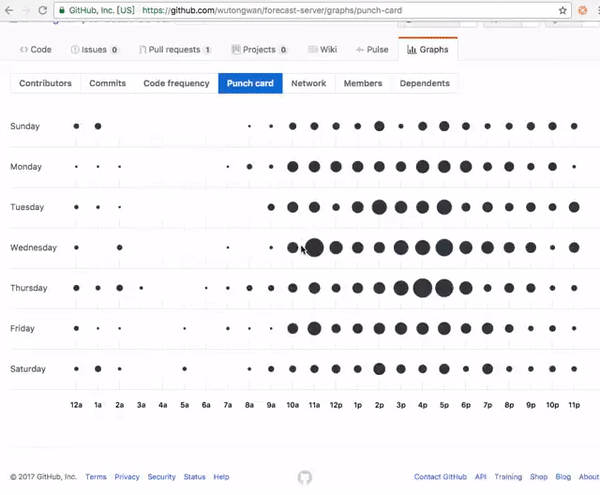 GitHub, Inc. [US] https://github.com/wutongwan/forecast-server/graphs/punch-card
Code Issues 0 Pull requests 1 Projects 0 Wiki Pulse Graphs
Contributors Commits Code frequency Punch card Network Members Dependents
Sunday
Monday
Tuesday
Wednesday
Thursday
Friday
Saturday
12a 1a 2a 3a 4a 5a 6a 7a 8a 9a 10a 11a 12p 1p 2p 3p 4p 5p 6p 7p 8p 9p 10p 11p
© 2017 GitHub, Inc. Terms Privacy Security Status Help Contact GitHub API Training Shop Blog About